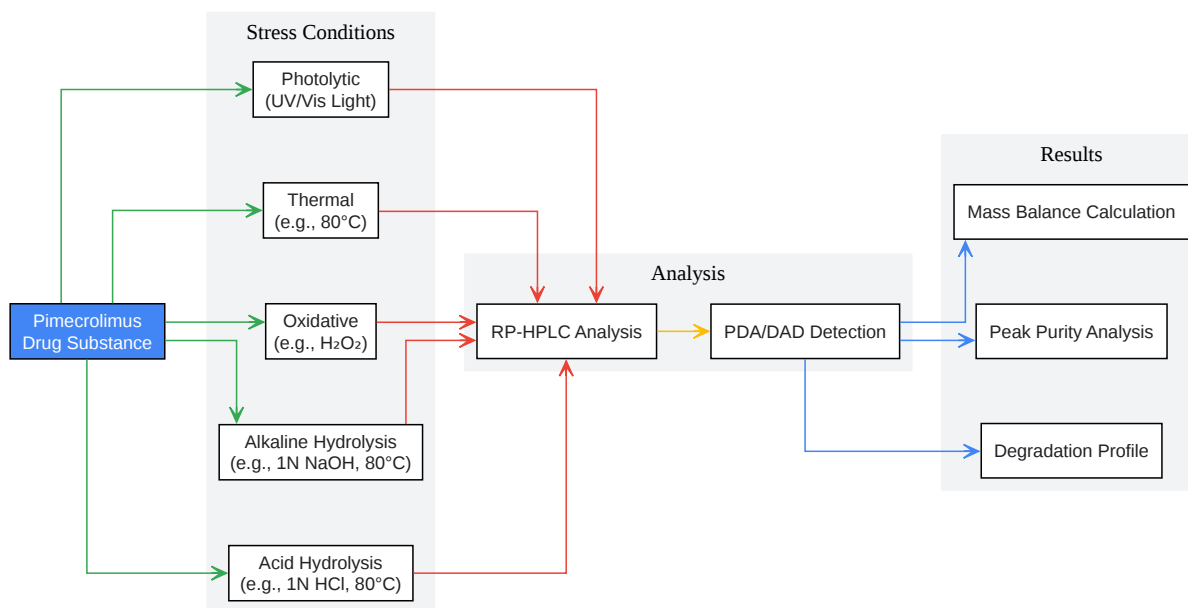 Stress Conditions
Photolytic
(UV/Vis Light)
Thermal
(e.g., 80°C)
Pimecrolimus
Drug Substance
Oxidative
(e.g., H₂O₂)
Alkaline Hydrolysis
(e.g., 1N NaOH, 80°C)
Acid Hydrolysis
(e.g., 1N HCl, 80°C)
Analysis
RP-HPLC Analysis
PDA/DAD Detection
Results
Mass Balance Calculation
Peak Purity Analysis
Degradation Profile